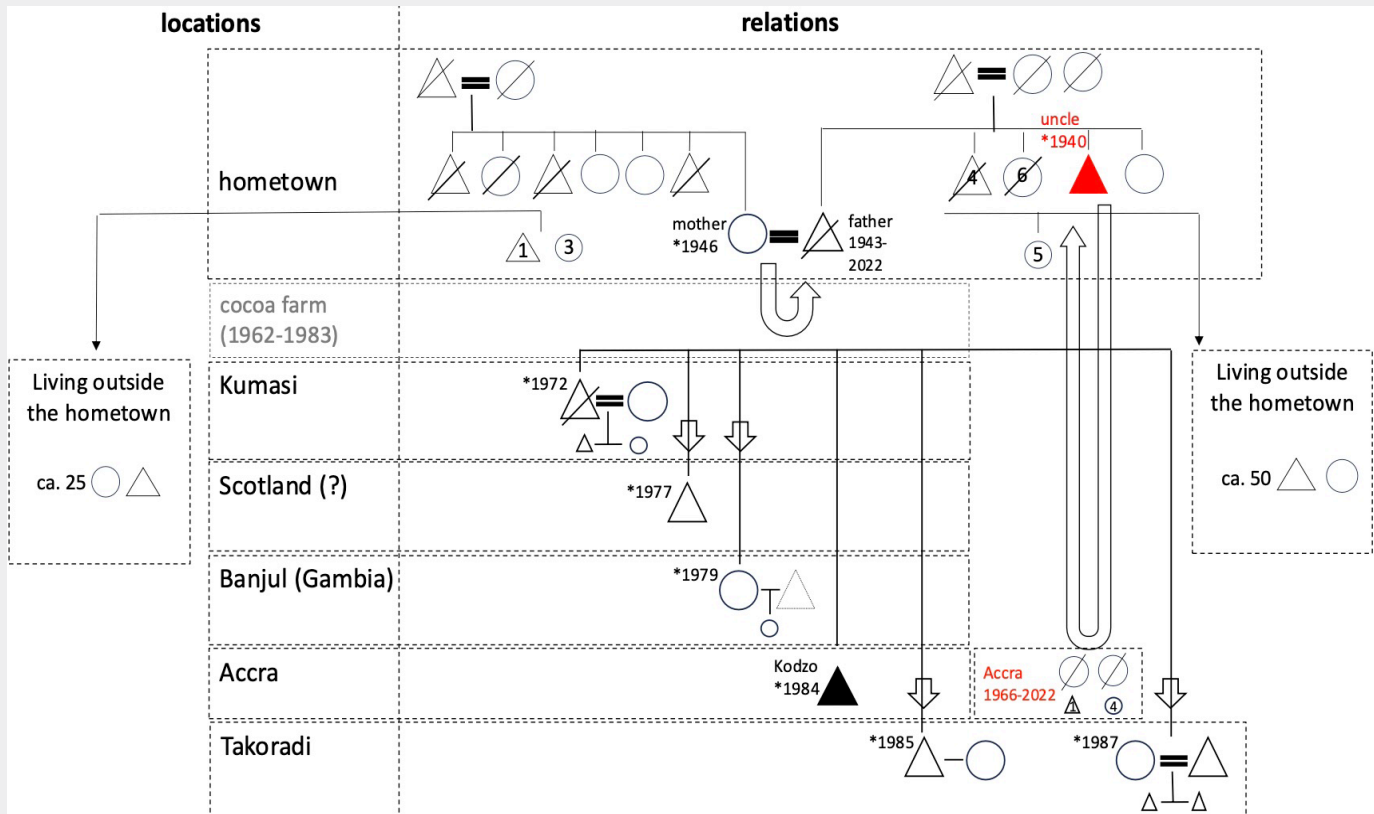 locations
relations
uncle
*1940
4
6
hometown
mother
*1946
father
1943-
2022
1
3
5
cocoa farm
(1962-1983)
Living outside
the hometown
ca. 25
Kumasi
*1972
Living outside
the hometown
ca. 50
Scotland (?)
*1977
Banjul (Gambia)
*1979
Accra
Kodzo
*1984
Accra
1966-2022
1
4
Takoradi
*1985
*1987